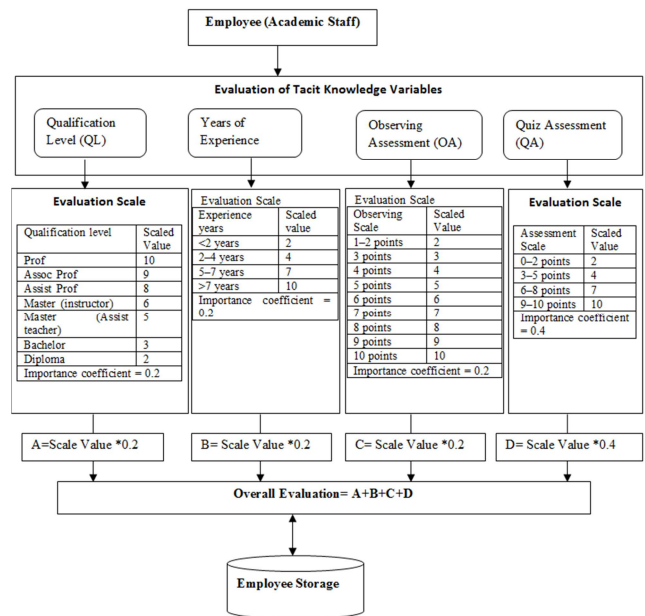 Employee (Academic Staff)
Evaluation of Tacit Knowledge Variables
Qualification
Level (QL)
Years of
Experience
Observing
Assessment (OA)
Quiz Assessment
(QA)
Evaluation Scale
Qualification level Scaled
Value
Prof 10
Assoc Prof 9
Assist Prof 8
Master (instructor) 6
Master (Assist 5
teacher)
Bachelor 3
Diploma 2
Importance coefficient = 0.2
Evaluation Scale
Experience Scaled
years value
<2 years 2
2–4 years 4
5–7 years 7
>7 years 10
Importance coefficient =
0.2
Evaluation Scale
Observing Scaled
Scale Value
1–2 points 2
3 points 3
4 points 4
5 points 5
6 points 6
7 points 7
8 points 8
9 points 9
10 points 10
Importance coefficient = 0.2
Evaluation Scale
Assessment Scaled
Scale Value
0–2 points 2
3–5 points 4
6–8 points 7
9–10 points 10
Importance coefficient
= 0.4
A=Scale Value *0.2
B= Scale Value *0.2
C= Scale Value *0.2
D= Scale Value *0.4
Overall Evaluation= A+B+C+D
Employee Storage